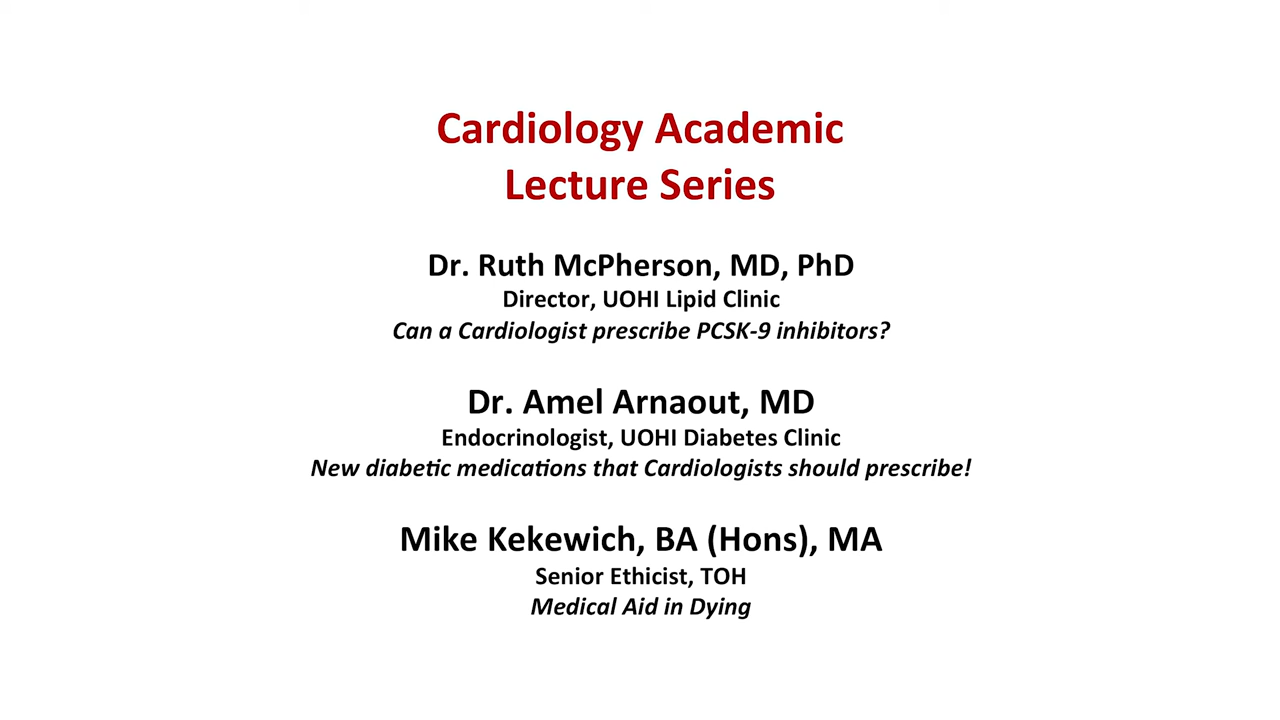 Cardiology Academic
Lecture Series
Dr. Ruth McPherson, MD, PhD
Director, UOHI Lipid Clinic
Can a Cardiologist prescribe PCSK-9 inhibitors?
Dr. Amel Arnaout, MD
Endocrinologist, UOHI Diabetes Clinic
New diabetic medications that Cardiologists should prescribe!
Mike Kekewich, BA (Hons), MA
Senior Ethicist, TOH
Medical Aid in Dying